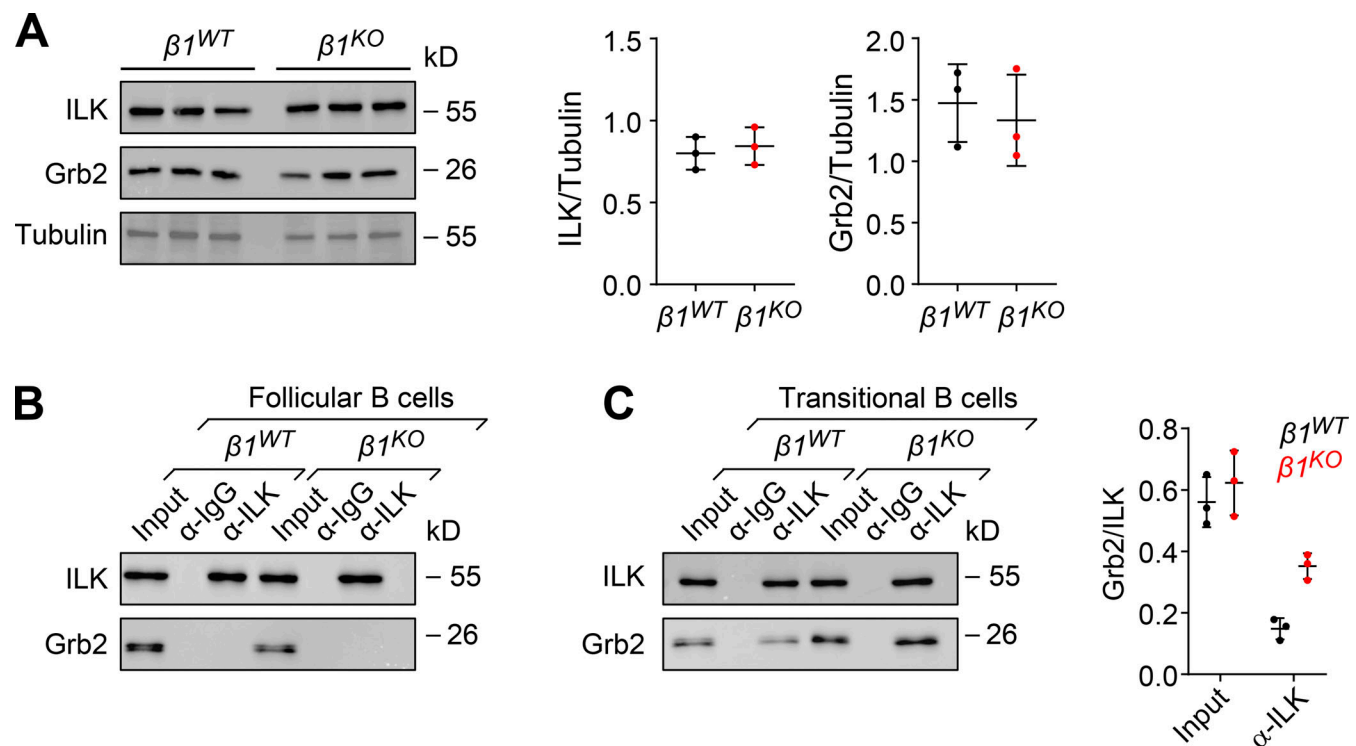 A
β1WT β1KO kD
ILK – 55
Grb2 – 26
Tubulin – 55
ILK/Tubulin
1.0
0.5
0.0
β1WT β1KO
Grb2/Tubulin
2.0
1.5
1.0
0.5
0.0
β1WT β1KO
B
Follicular B cells
β1WT β1KO
Input α-IgG α-ILK Input α-IgG α-ILK kD
ILK – 55
Grb2 – 26
C
Transitional B cells
β1WT β1KO
Input α-IgG α-ILK Input α-IgG α-ILK kD
ILK – 55
Grb2 – 26
Grb2/ILK
0.8
0.6
0.4
0.2
0.0
β1WT
β1KO
Input α-ILK